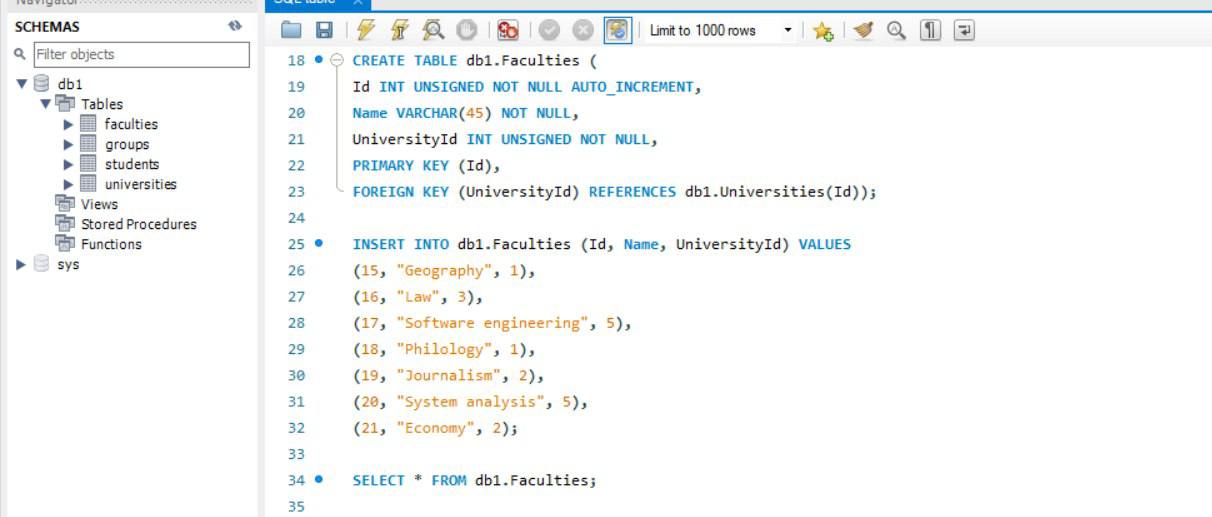 Navigator
SQL table
SCHEMAS
Filter objects
db1
Tables
faculties
groups
students
universities
Views
Stored Procedures
Functions
sys
Limit to 1000 rows
18 CREATE TABLE db1.Faculties (
19 Id INT UNSIGNED NOT NULL AUTO_INCREMENT,
20 Name VARCHAR(45) NOT NULL,
21 UniversityId INT UNSIGNED NOT NULL,
22 PRIMARY KEY (Id),
23 FOREIGN KEY (UniversityId) REFERENCES db1.Universities(Id));
24
25 INSERT INTO db1.Faculties (Id, Name, UniversityId) VALUES
26 (15, "Geography", 1),
27 (16, "Law", 3),
28 (17, "Software engineering", 5),
29 (18, "Philology", 1),
30 (19, "Journalism", 2),
31 (20, "System analysis", 5),
32 (21, "Economy", 2);
33
34 SELECT * FROM db1.Faculties;
35